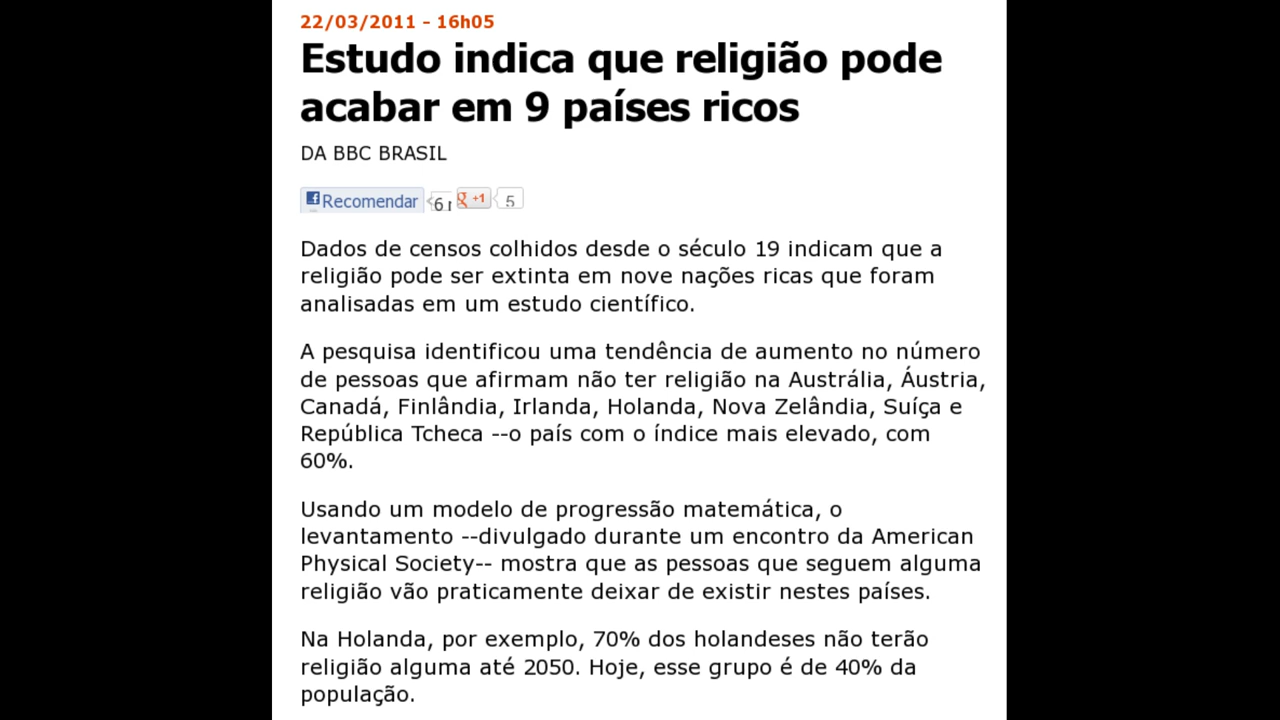 22/03/2011 - 16h05
Estudo indica que religião pode
acabar em 9 países ricos
DA BBC BRASIL
Recomendar 6 +1 5
Dados de censos colhidos desde o século 19 indicam que a
religião pode ser extinta em nove nações ricas que foram
analisadas em um estudo científico.
A pesquisa identificou uma tendência de aumento no número
de pessoas que afirmam não ter religião na Austrália, Áustria,
Canadá, Finlândia, Irlanda, Holanda, Nova Zelândia, Suíça e
República Tcheca --o país com o índice mais elevado, com
60%.
Usando um modelo de progressão matemática, o
levantamento --divulgado durante um encontro da American
Physical Society-- mostra que as pessoas que seguem alguma
religião vão praticamente deixar de existir nestes países.
Na Holanda, por exemplo, 70% dos holandeses não terão
religião alguma até 2050. Hoje, esse grupo é de 40% da
população.